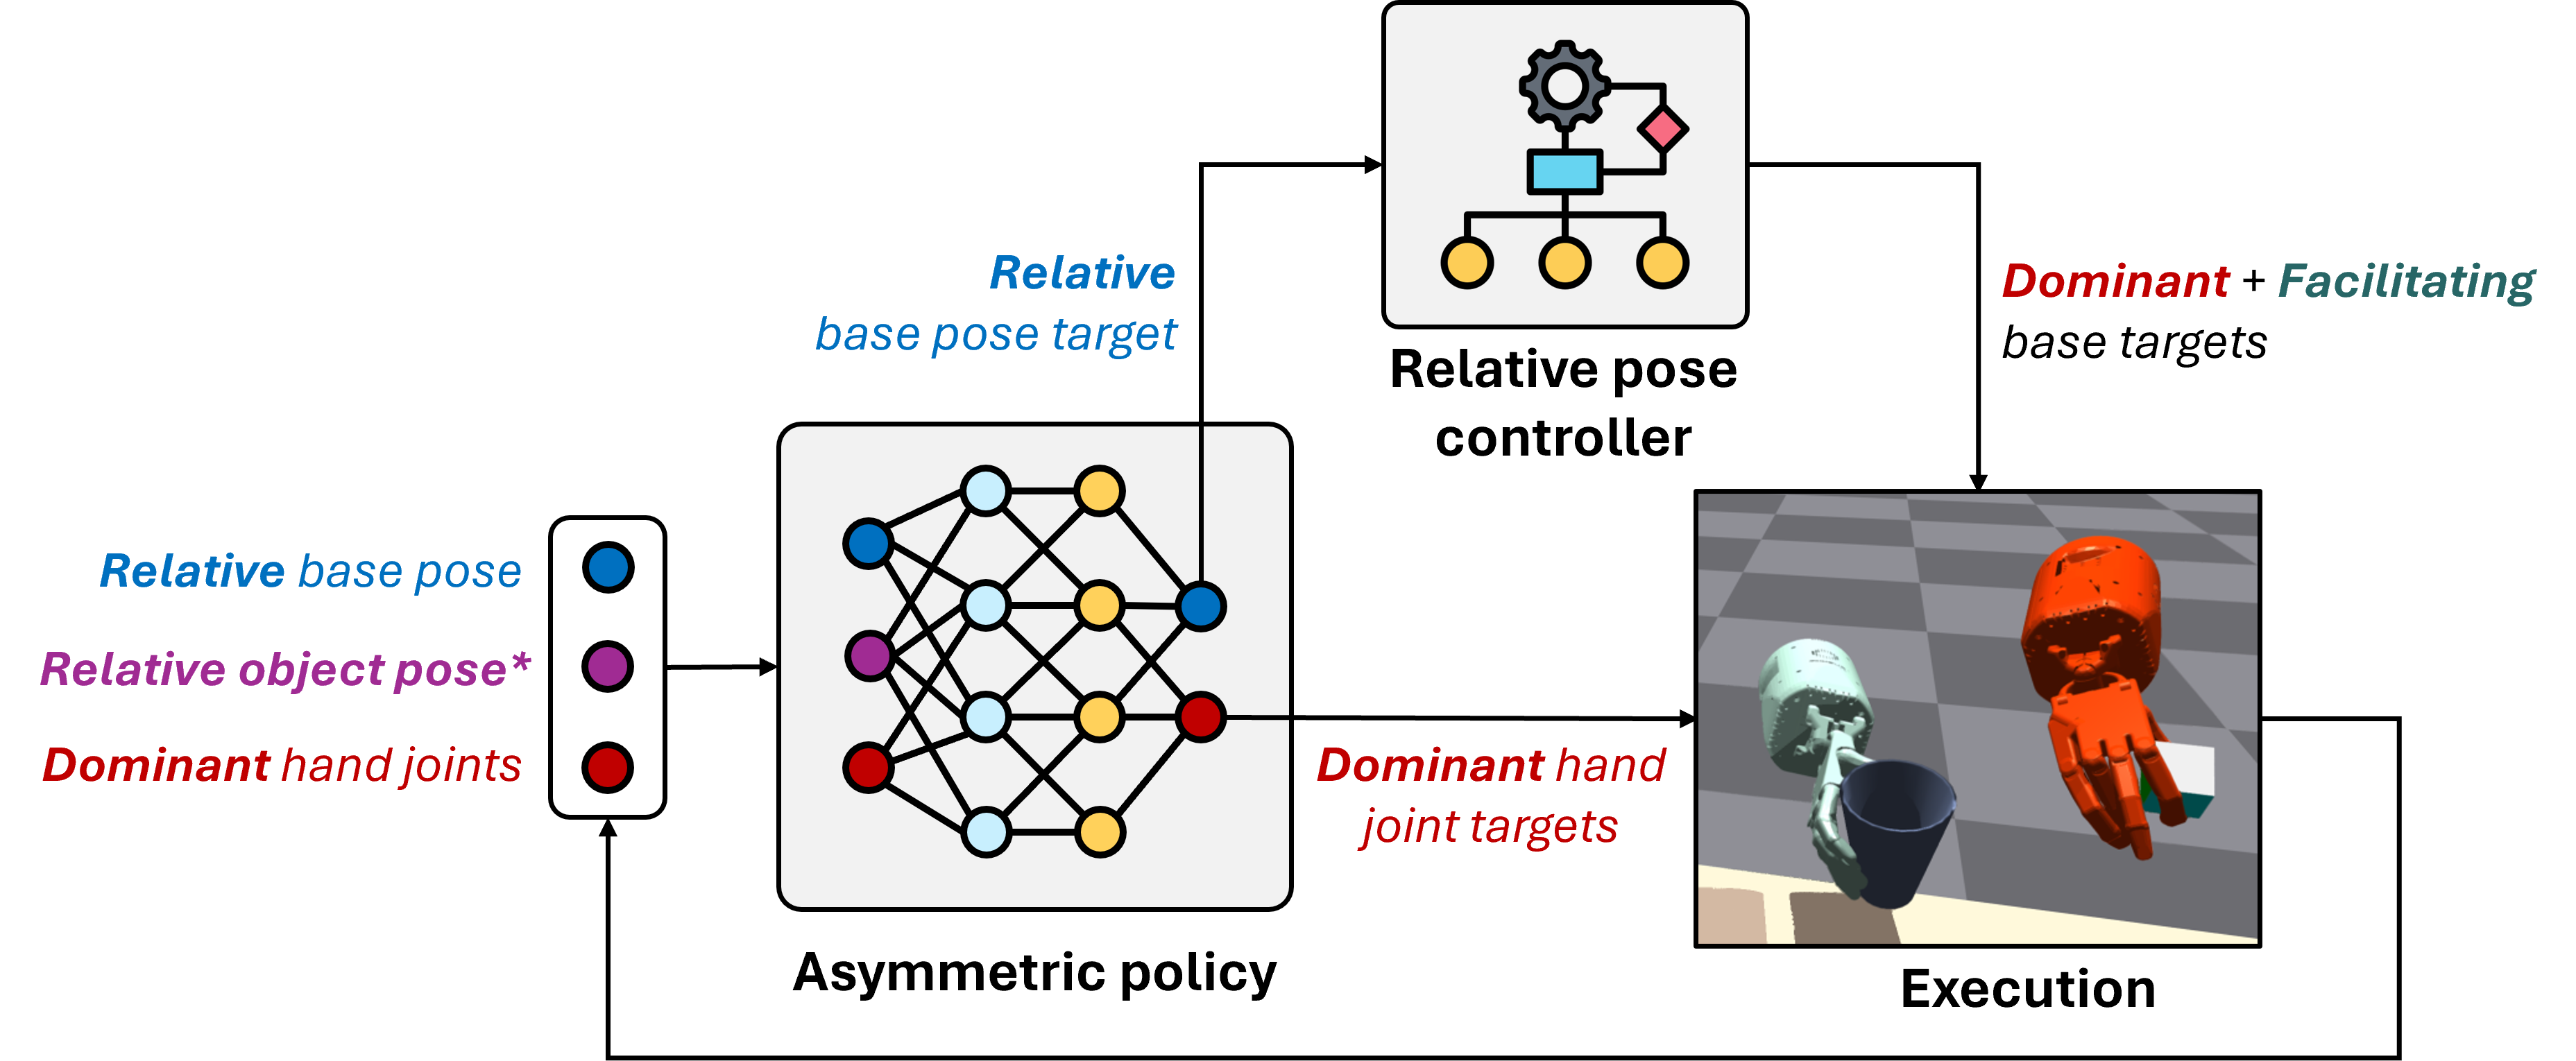 Relative
base pose target
Relative pose
controller
Dominant + Facilitating
base targets
Relative base pose
Relative object pose*
Dominant hand joints
Dominant hand
joint targets
Asymmetric policy
Execution